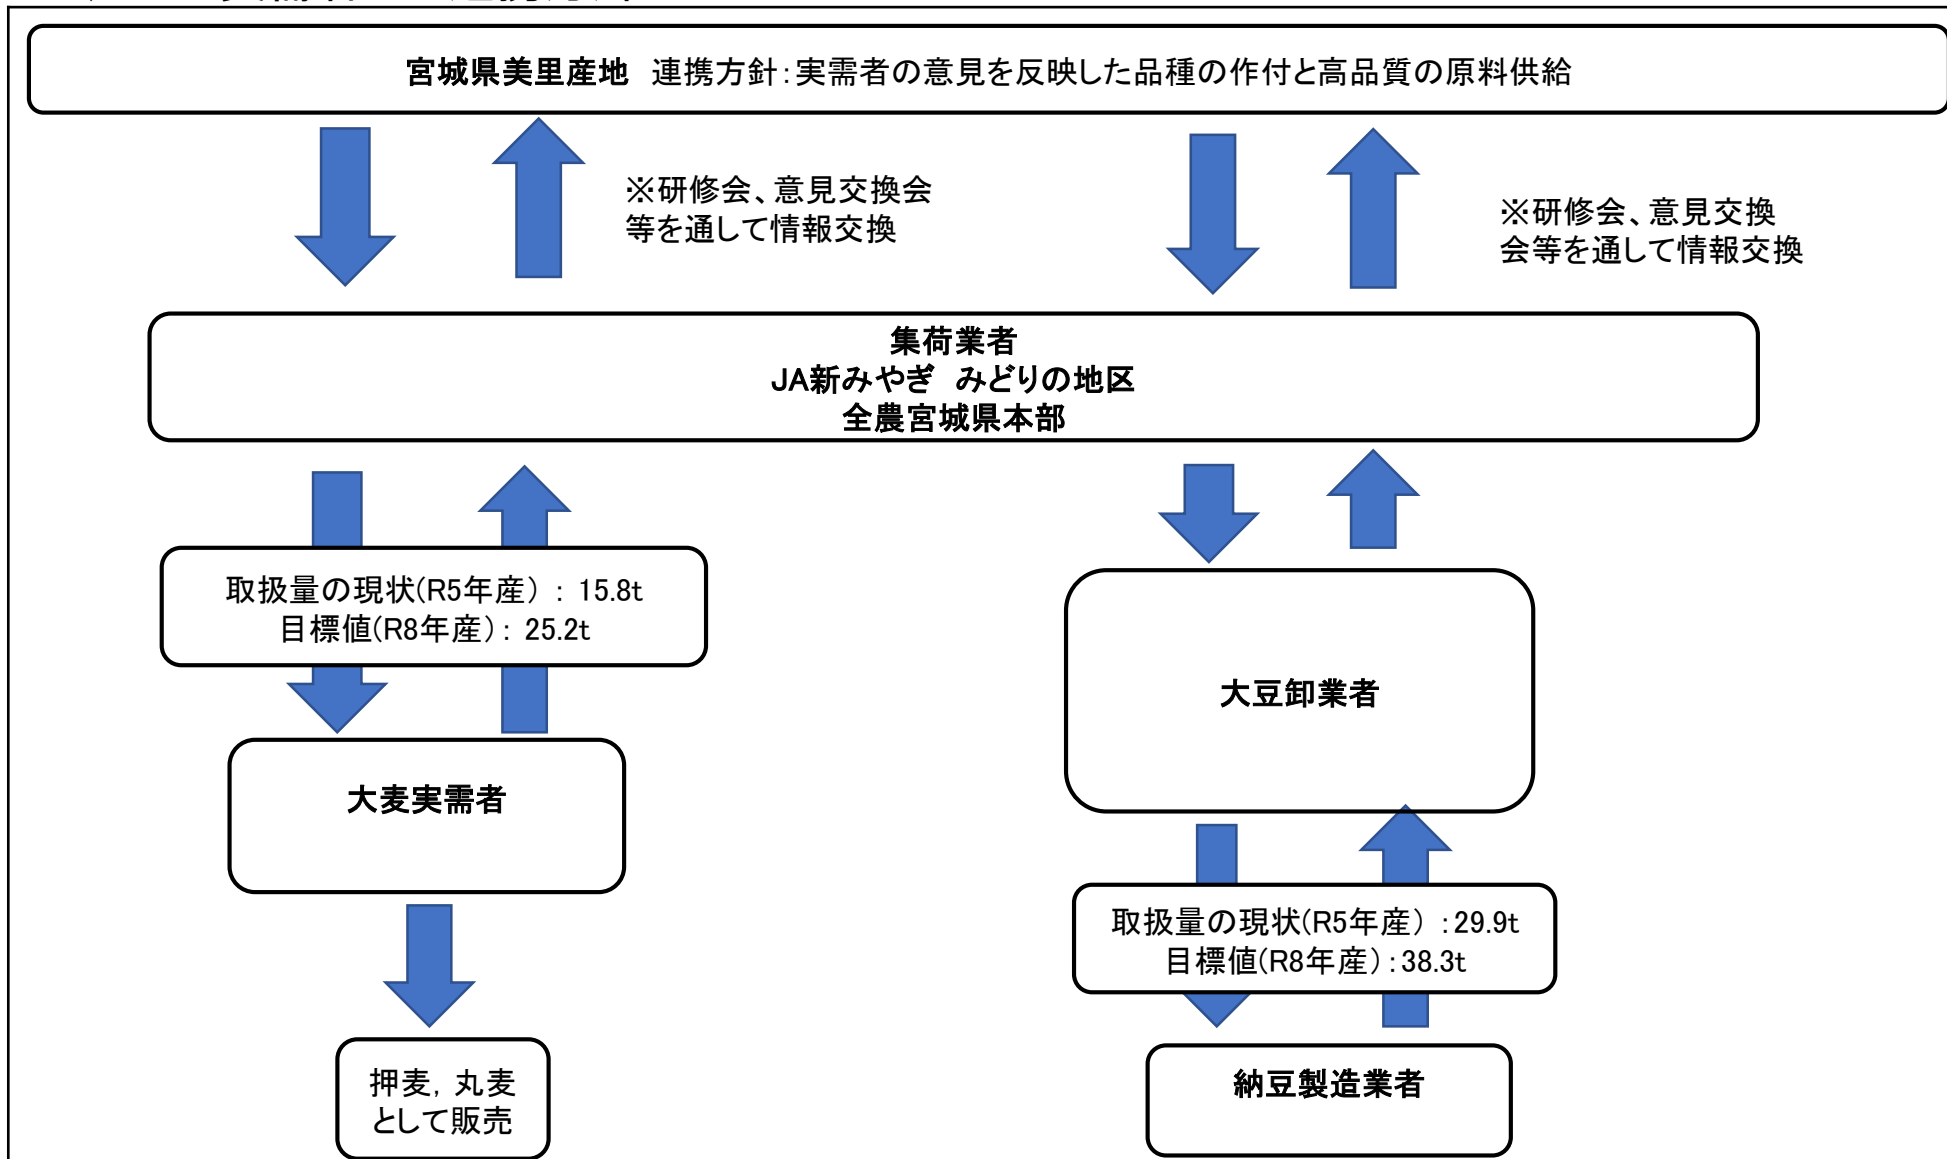 宮城県美里産地　連携方針：実需者の意見を反映した品種の作付と高品質の原料供給
※研修会、意見交換会
等を通して情報交換
※研修会、意見交換
会等を通して情報交換
集荷業者
JA新みやぎ　みどりの地区
全農宮城県本部
取扱量の現状(R5年産)： 15.8t
目標値(R8年産)： 25.2t
大麦実需者
押麦，丸麦
として販売
大豆卸業者
取扱量の現状(R5年産)：29.9t
目標値(R8年産)：38.3t
納豆製造業者